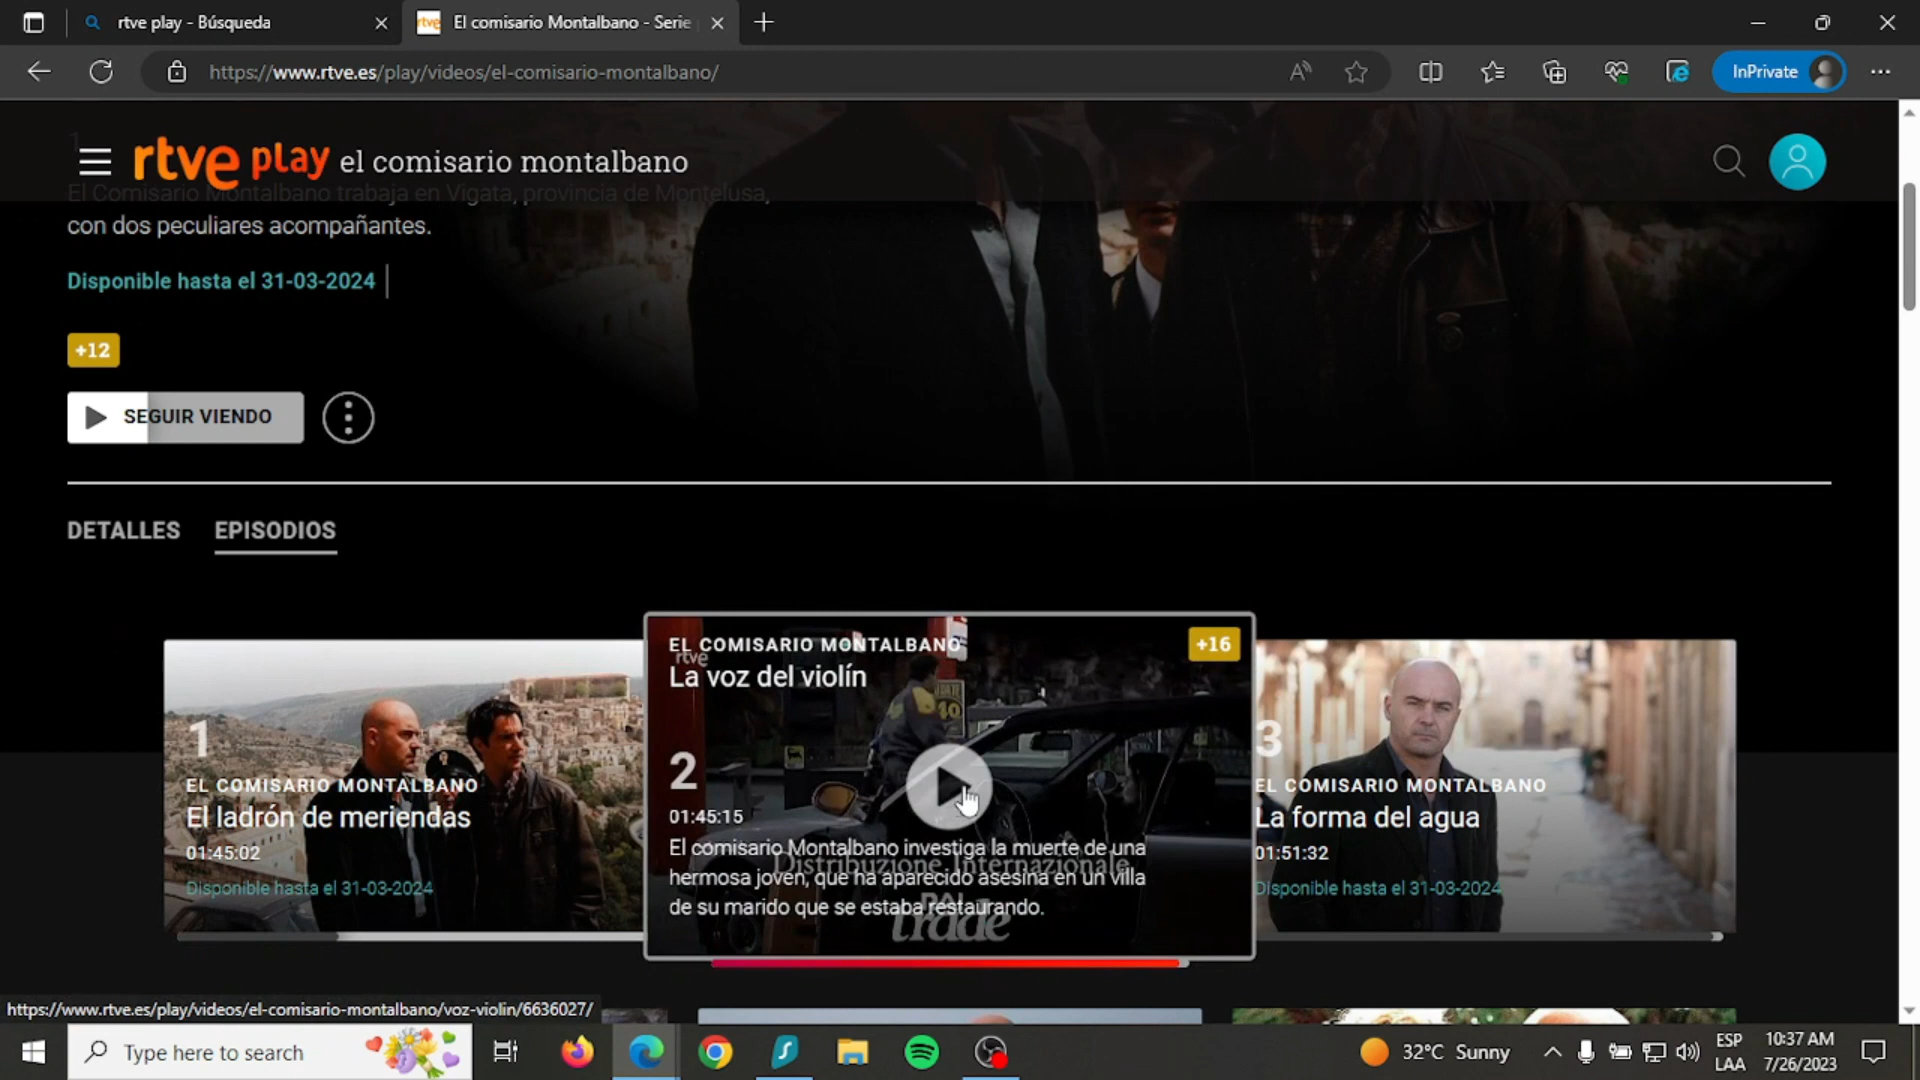 rtve play - Búsqueda
rtve El comisario Montalbano - Serie
https://www.rtve.es/play/videos/el-comisario-montalbano/
InPrivate
rtve play el comisario montalbano
El Comisario Montalbano trabaja en Vigata, provincia de Montelusa,
con dos peculiares acompañantes.
Disponible hasta el 31-03-2024
+12
SEGUIR VIENDO
DETALLES EPISODIOS
1
EL COMISARIO MONTALBANO
El ladrón de meriendas
01:45:02
Disponible hasta el 31-03-2024
EL COMISARIO MONTALBANO
+16
rtve
La voz del violín
2
01:45:15
El comisario Montalbano investiga la muerte de una
hermosa joven, que ha aparecido asesina en un villa
de su marido que se estaba restaurando.
Distribuzione Internazionale
trade
3
EL COMISARIO MONTALBANO
La forma del agua
01:51:32
Disponible hasta el 31-03-2024
https://www.rtve.es/play/videos/el-comisario-montalbano/voz-violin/6636027/
Type here to search
32°C Sunny
ESP
LAA
10:37 AM
7/26/2023